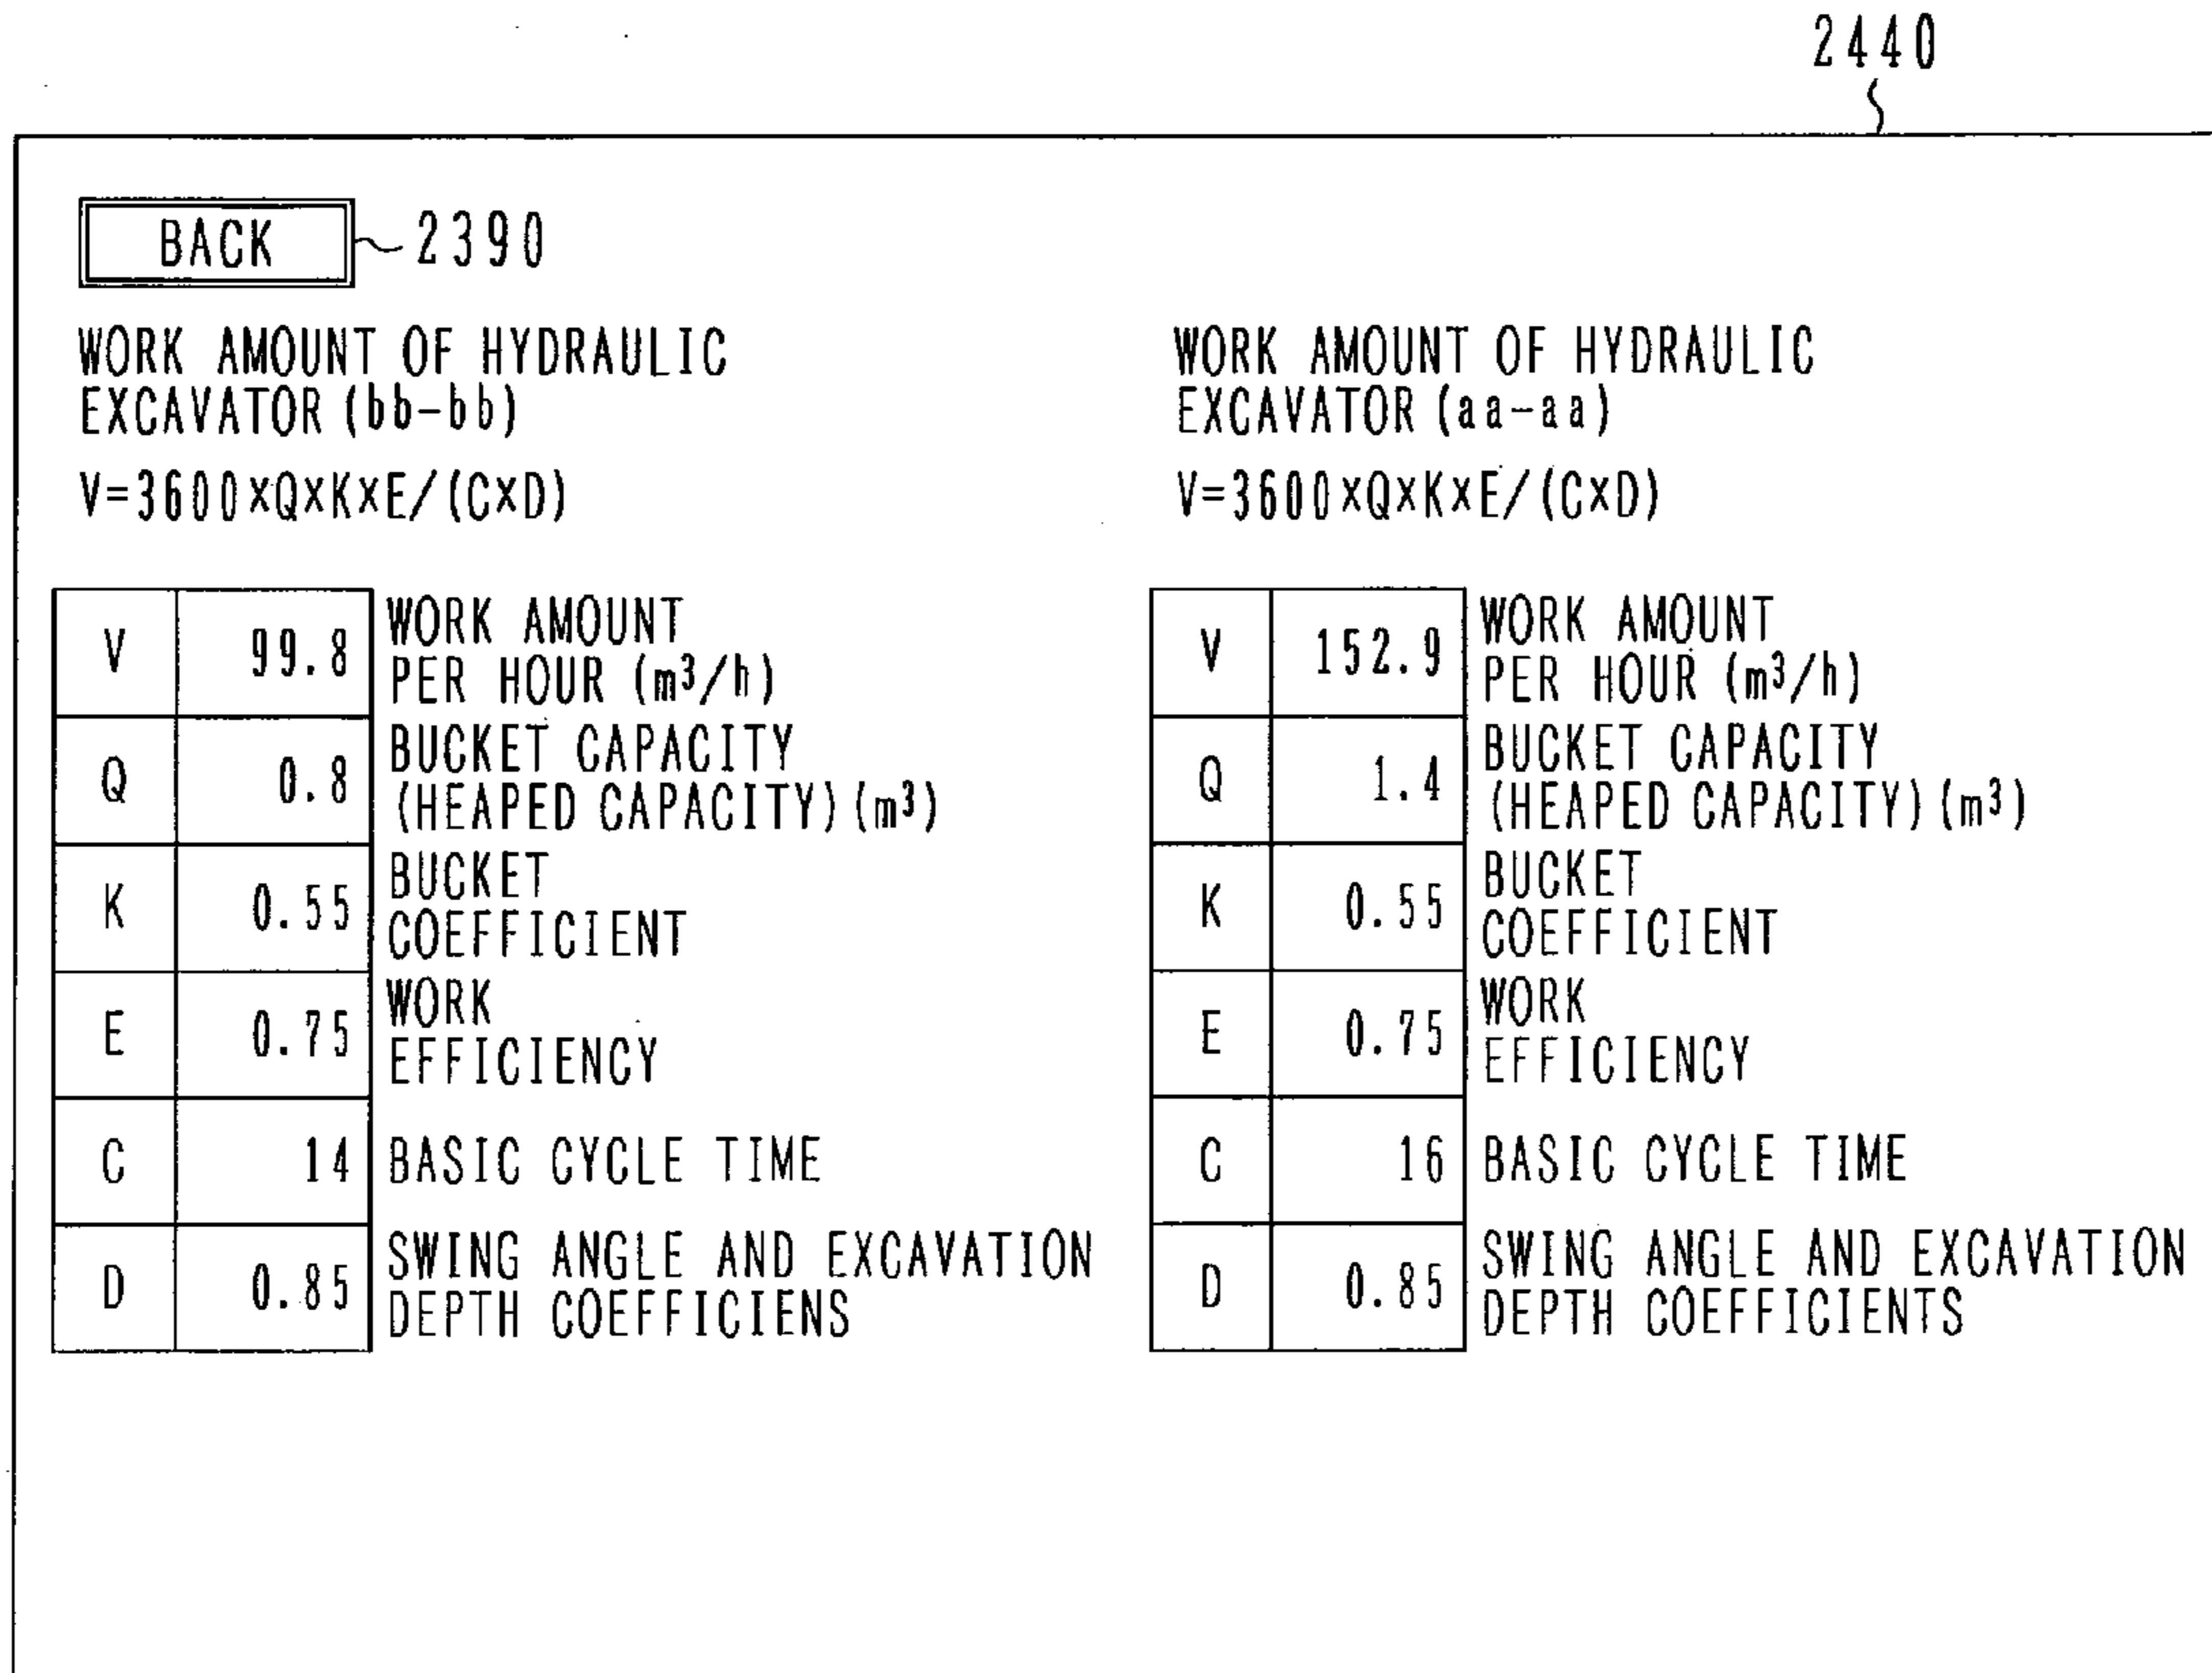 2440
BACK 2390
WORK AMOUNT OF HYDRAULIC
EXCAVATOR (bb-bb)
V=3600×Q×K×E/(C×D)
V 99.8 WORK AMOUNT
PER HOUR (m³/h)
Q 0.8 BUCKET CAPACITY
(HEAPED CAPACITY) (m³)
K 0.55 BUCKET
COEFFICIENT
E 0.75 WORK
EFFICIENCY
C 14 BASIC CYCLE TIME
D 0.85 SWING ANGLE AND EXCAVATION
DEPTH COEFFICIENS
WORK AMOUNT OF HYDRAULIC
EXCAVATOR (aa-aa)
V=3600×Q×K×E/(C×D)
V 152.9 WORK AMOUNT
PER HOUR (m³/h)
Q 1.4 BUCKET CAPACITY
(HEAPED CAPACITY) (m³)
K 0.55 BUCKET
COEFFICIENT
E 0.75 WORK
EFFICIENCY
C 16 BASIC CYCLE TIME
D 0.85 SWING ANGLE AND EXCAVATION
DEPTH COEFFICIENTS